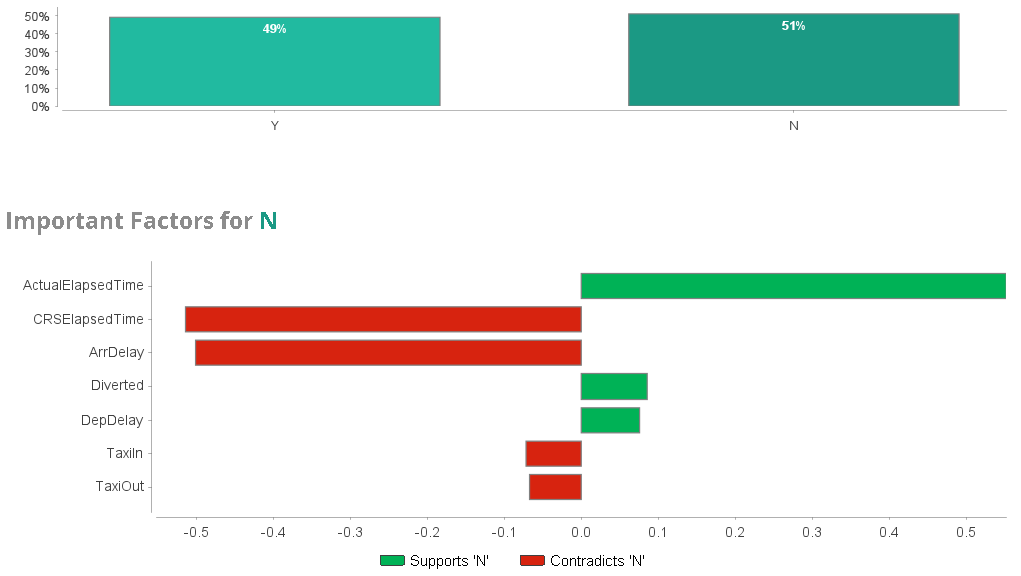 50%
40%
30%
20%
10%
0%
49%
51%
Y N
Important Factors for N
ActualElapsedTime
CRSElapsedTime
ArrDelay
Diverted
DepDelay
TaxiIn
TaxiOut
-0.5 -0.4 -0.3 -0.2 -0.1 0.0 0.1 0.2 0.3 0.4 0.5
Supports 'N' Contradicts 'N'